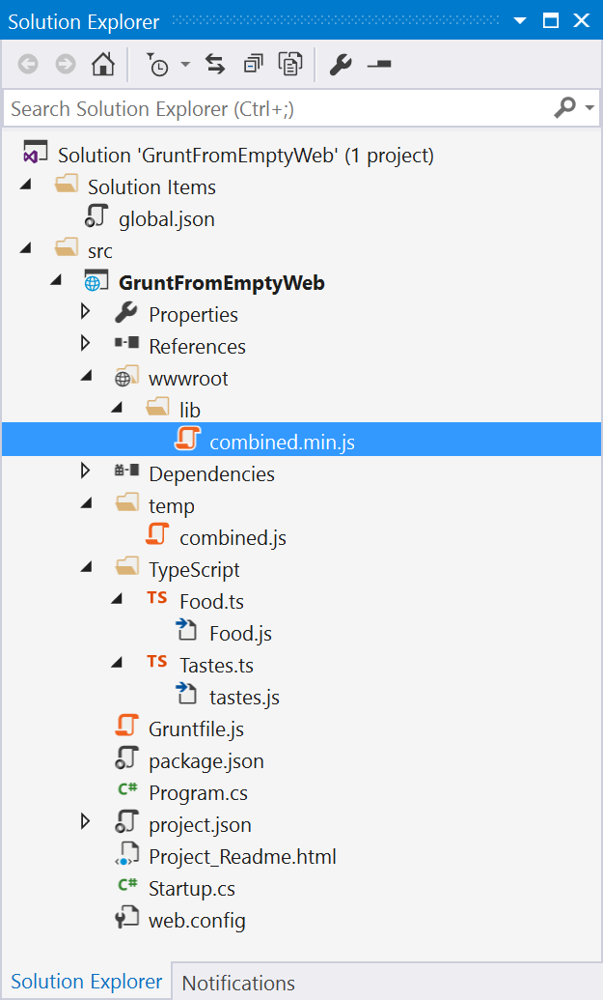 Solution Explorer
Search Solution Explorer (Ctrl+;)
Solution 'GruntFromEmptyWeb' (1 project)
Solution Items
global.json
src
GruntFromEmptyWeb
Properties
References
wwwroot
lib
combined.min.js
Dependencies
temp
combined.js
TypeScript
TS Food.ts
Food.js
TS Tastes.ts
tastes.js
Gruntfile.js
package.json
C# Program.cs
project.json
Project_Readme.html
C# Startup.cs
web.config
Solution Explorer Notifications